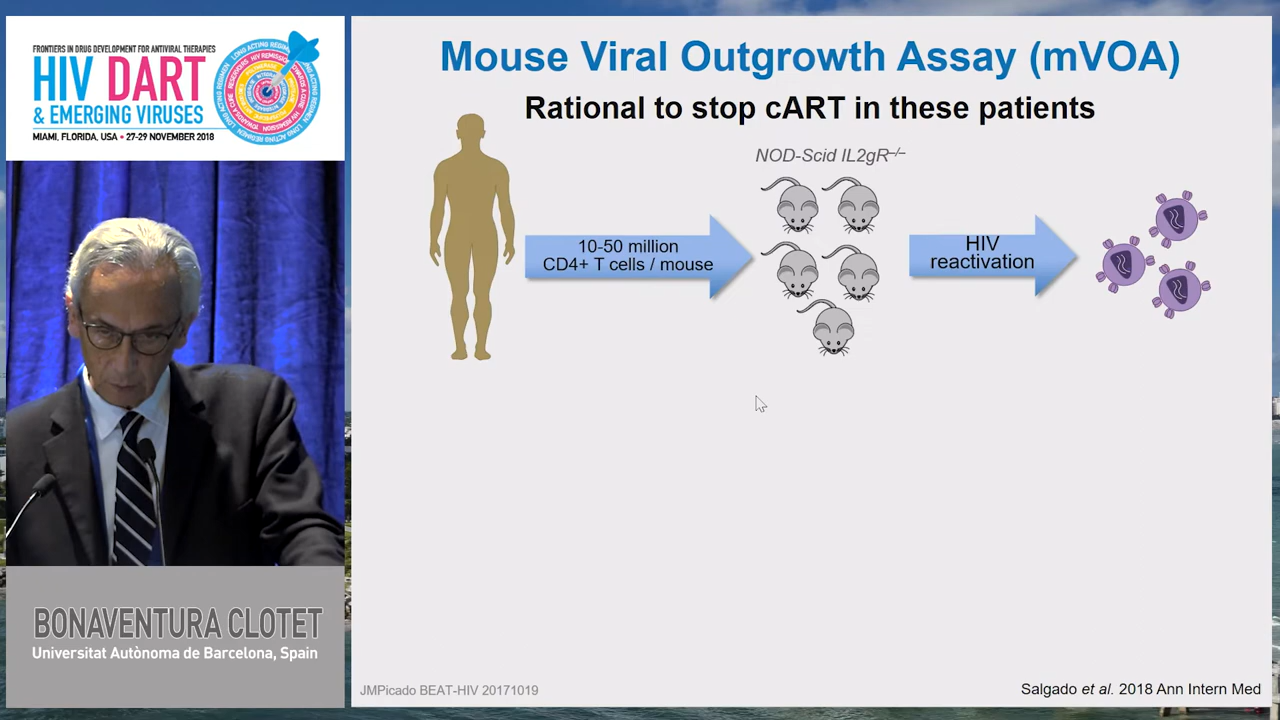 FRONTIERS IN DRUG DEVELOPMENT FOR ANTIVIRAL THERAPIES
HIV DART
& EMERGING VIRUSES
MIAMI, FLORIDA, USA • 27-29 NOVEMBER 2018
Mouse Viral Outgrowth Assay (mVOA)
Rational to stop cART in these patients
NOD-Scid IL2gR–/–
10-50 million
CD4+ T cells / mouse
HIV
reactivation
BONAVENTURA CLOTET
Universitat Autònoma de Barcelona, Spain
JMPicado BEAT-HIV 20171019
Salgado et al. 2018 Ann Intern Med